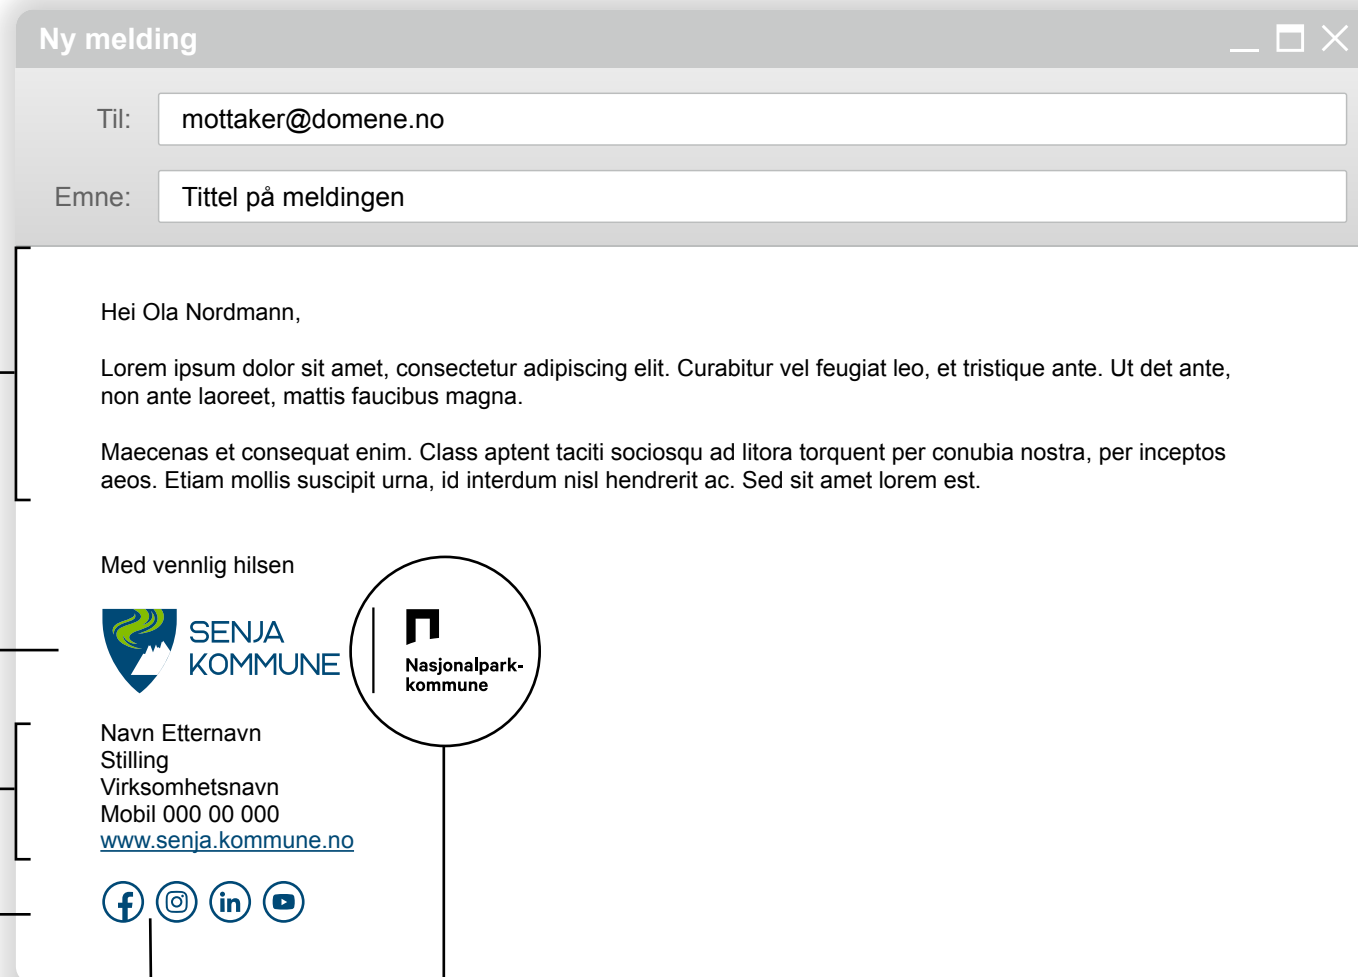 Ny melding
Til: mottaker@domene.no
Emne: Tittel på meldingen
Hei Ola Nordmann,
Lorem ipsum dolor sit amet, consectetur adipiscing elit. Curabitur vel feugiat leo, et tristique ante. Ut det ante,
non ante laoreet, mattis faucibus magna.
Maecenas et consequat enim. Class aptent taciti sociosqu ad litora torquent per conubia nostra, per inceptos
aeos. Etiam mollis suscipit urna, id interdum nisl hendrerit ac. Sed sit amet lorem est.
Med vennlig hilsen
SENJA
KOMMUNE
Nasjonalpark-
kommune
Navn Etternavn
Stilling
Virksomhetsnavn
Mobil 000 00 000
www.senja.kommune.no
in